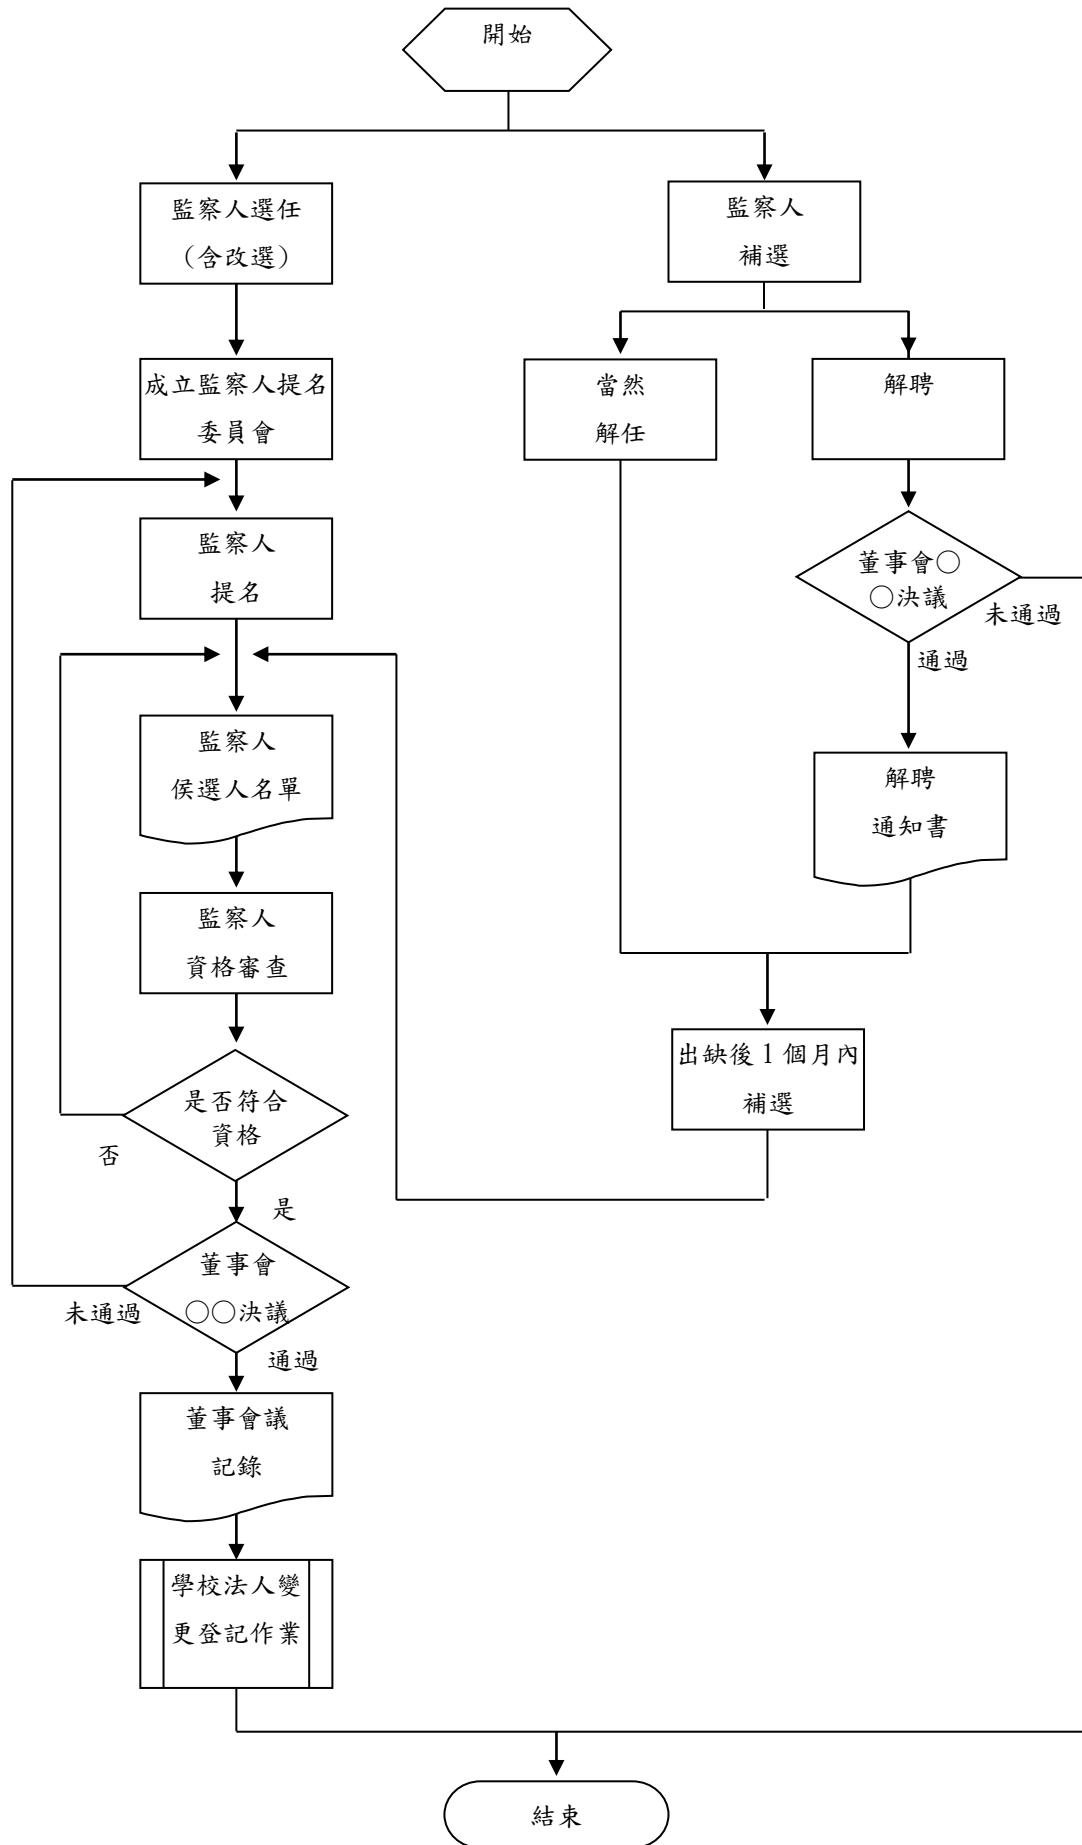 開始
監察人選任
(含改選)
監察人
補選
成立監察人提名
委員會
當然
解任
解聘
監察人
提名
董事會○
○決議
未通過
通過
監察人
侯選人名單
解聘
通知書
監察人
資格審查
出缺後 1 個月內
補選
是否符合
資格
否
是
董事會
○○決議
未通過
通過
董事會議
記錄
學校法人變
更登記作業
結束